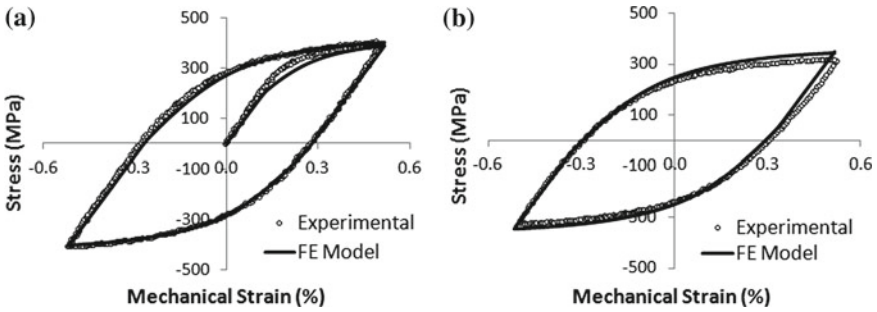 (a)
500
300
100
-0.6
-0.3
0.0
0.3
0.6
-100
-300
-500
Stress (MPa)
Experimental
FE Model
Mechanical Strain (%)
(b)
500
300
100
-0.6
-0.3
0.0
0.3
0.6
-100
-300
-500
Stress (MPa)
Experimental
FE Model
Mechanical Strain (%)